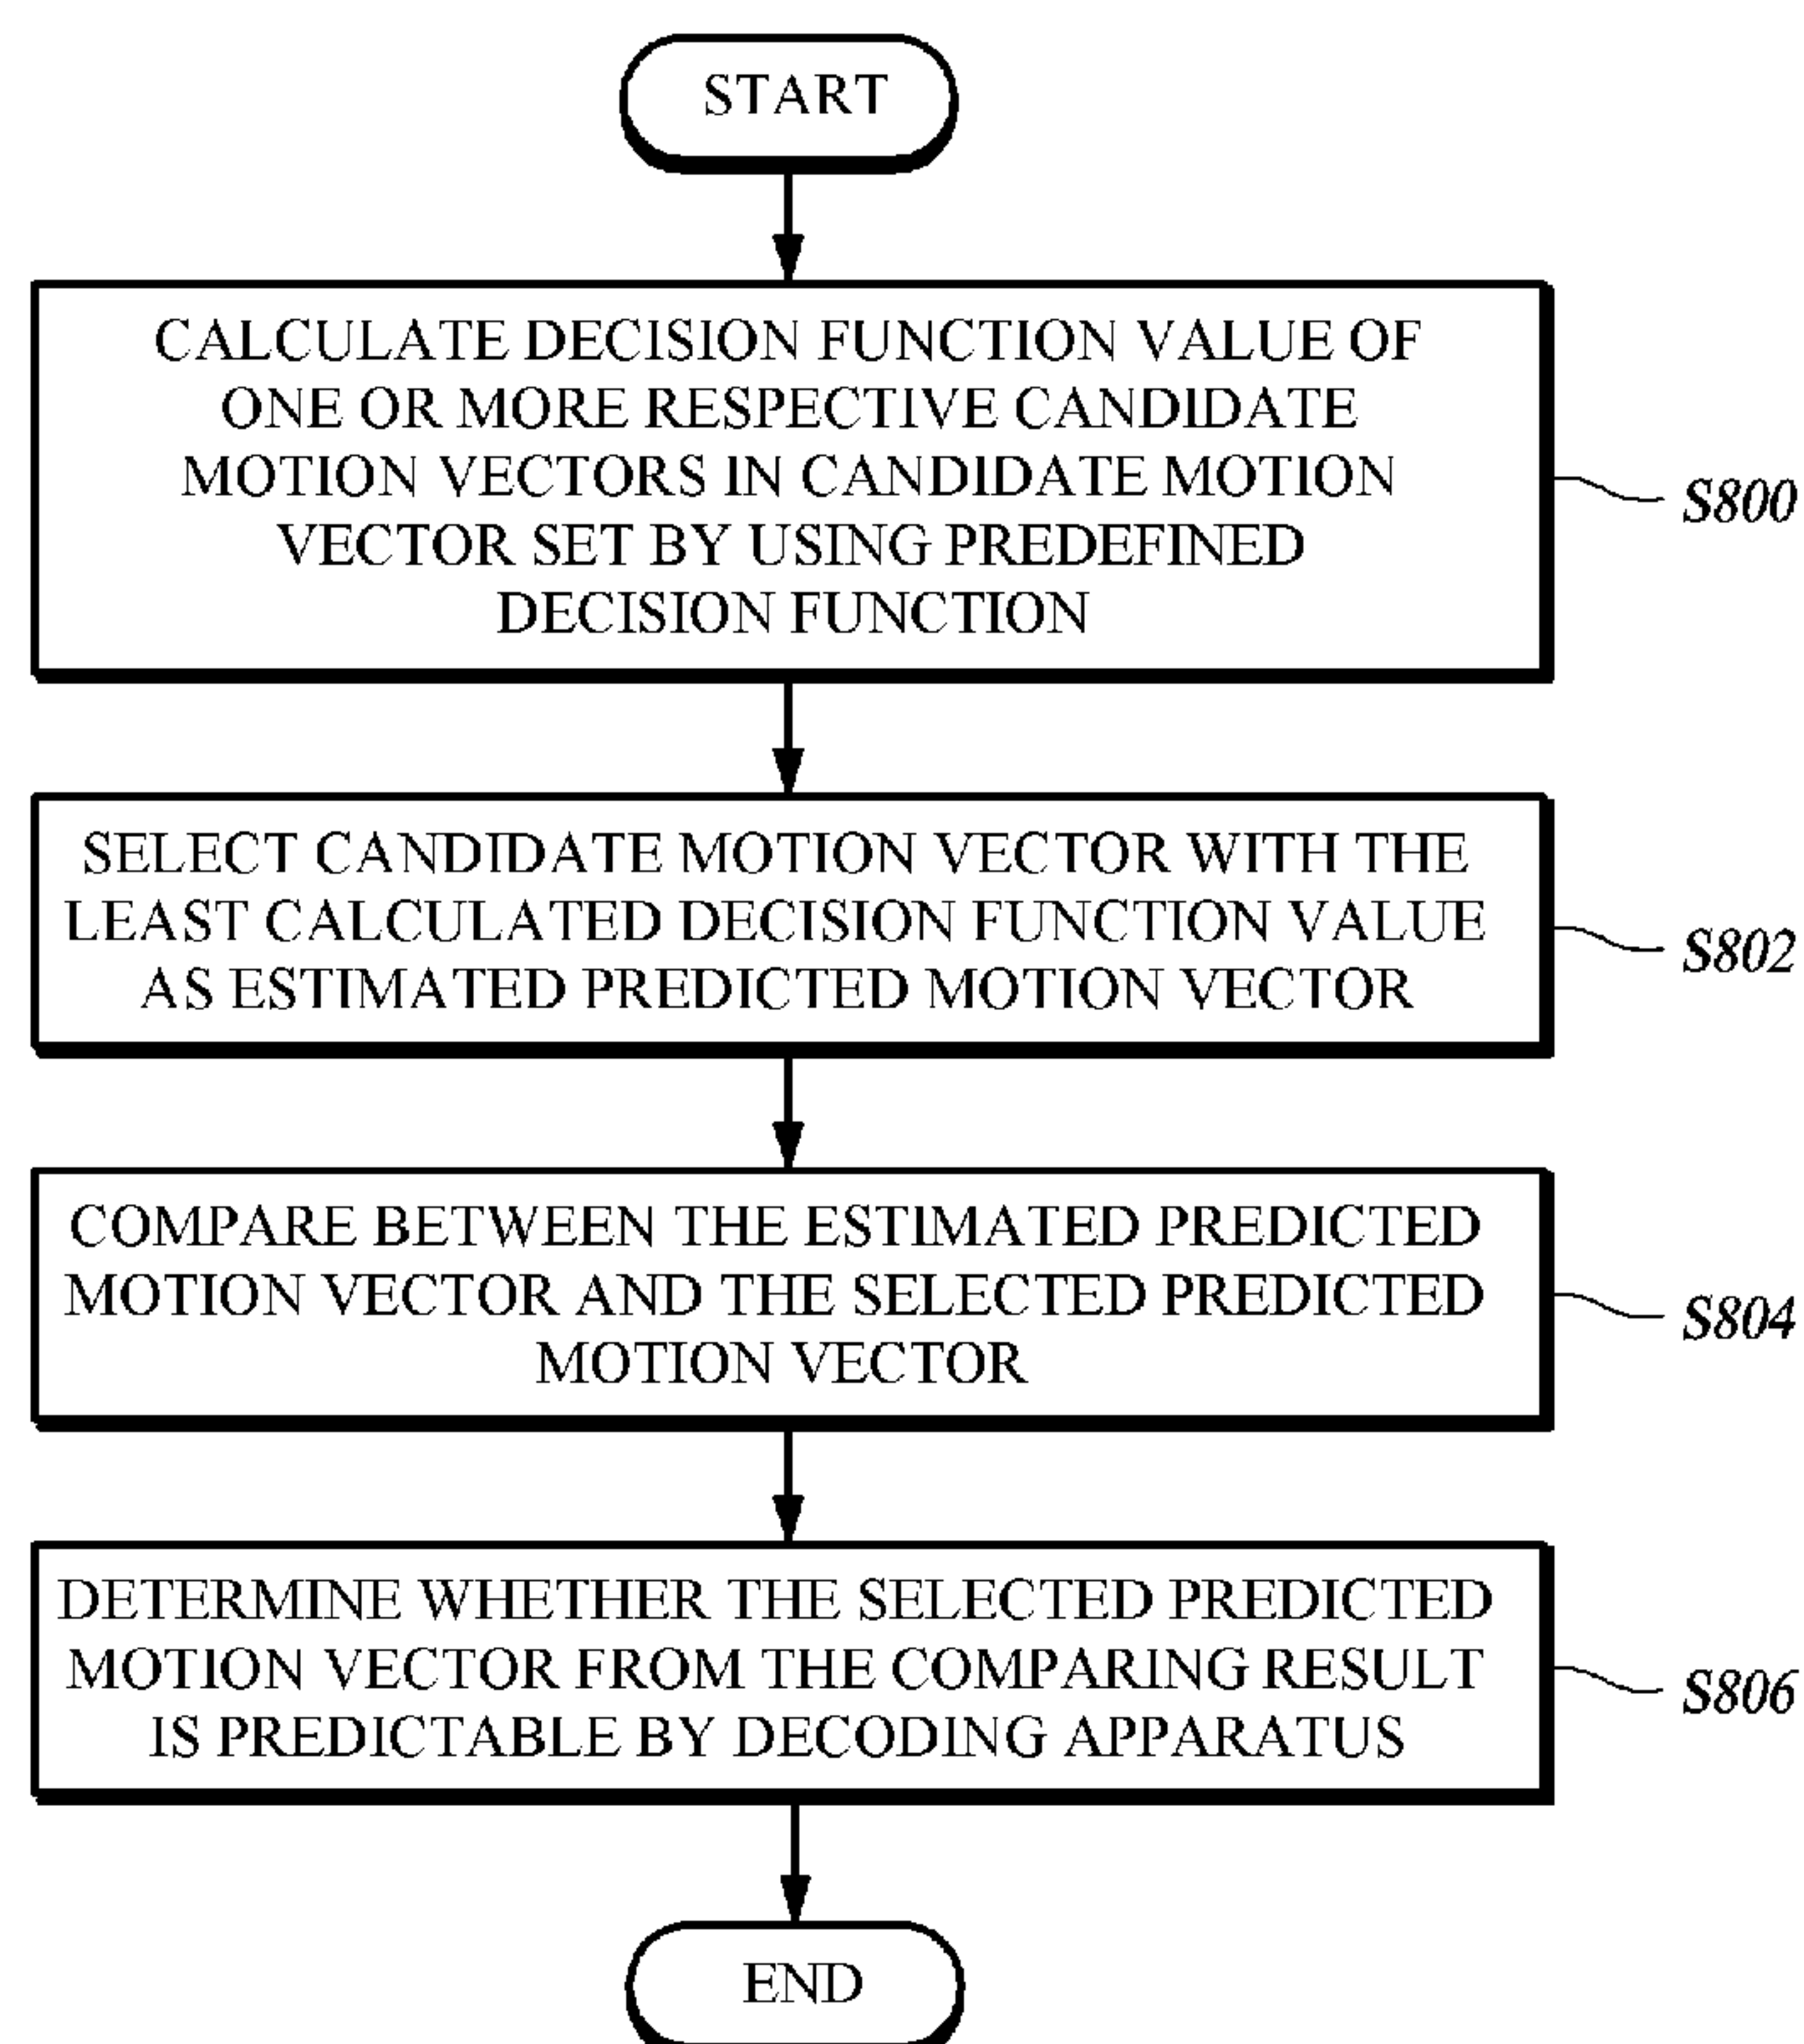 START
CALCULATE DECISION FUNCTION VALUE OF
ONE OR MORE RESPECTIVE CANDIDATE
MOTION VECTORS IN CANDIDATE MOTION
VECTOR SET BY USING PREDEFINED
DECISION FUNCTION
S800
SELECT CANDIDATE MOTION VECTOR WITH THE
LEAST CALCULATED DECISION FUNCTION VALUE
AS ESTIMATED PREDICTED MOTION VECTOR
S802
COMPARE BETWEEN THE ESTIMATED PREDICTED
MOTION VECTOR AND THE SELECTED PREDICTED
MOTION VECTOR
S804
DETERMINE WHETHER THE SELECTED PREDICTED
MOTION VECTOR FROM THE COMPARING RESULT
IS PREDICTABLE BY DECODING APPARATUS
S806
END